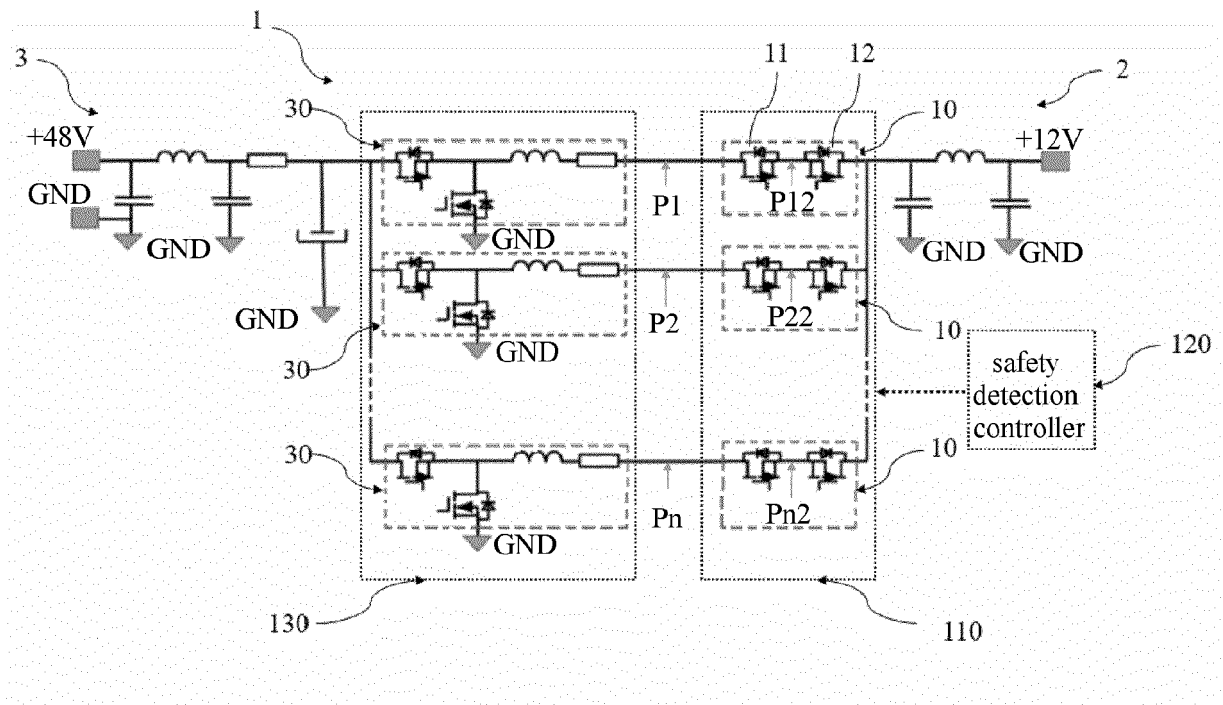 1
3
11
12
2
30
10
+48V
+12V
GND
P1
P12
GND
GND
GND
GND
GND
P2
P22
30
GND
10
120
safety
detection
controller
30
10
Pn
Pn2
GND
130
110